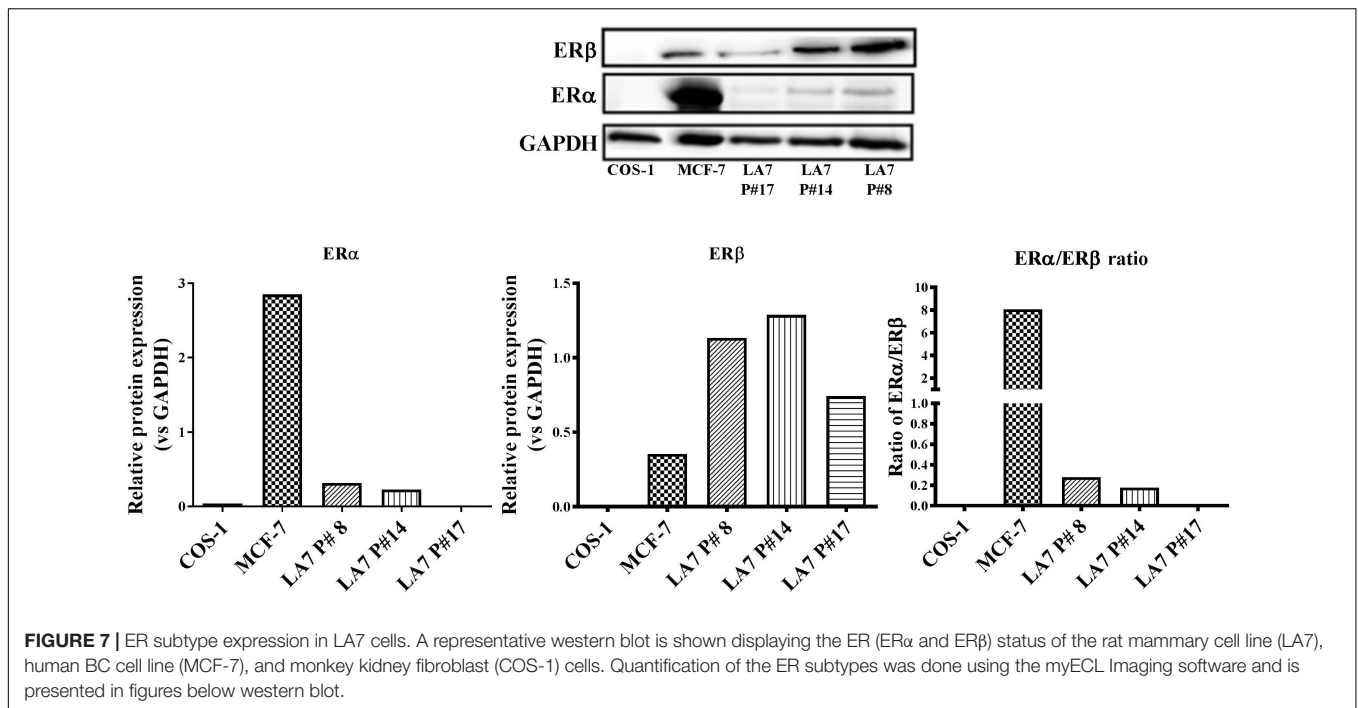 ERβ
ERα
GAPDH
COS-1 MCF-7 LA7 LA7 LA7
P#17 P#14 P#8
ERα
Relative protein expression
(vs GAPDH)
3
2
1
0
COS-1
MCF-7
LA7 P# 8
LA7 P#14
LA7 P#17
ERβ
Relative protein expression
(vs GAPDH)
1.5
1.0
0.5
0.0
COS-1
MCF-7
LA7 P# 8
LA7 P#14
LA7 P#17
ERα/ERβ ratio
Ratio of ERα/ERβ
10
8
6
4
2
1.0
0.8
0.6
0.4
0.2
0.0
COS-1
MCF-7
LA7 P# 8
LA7 P#14
LA7 P#17
FIGURE 7 | ER subtype expression in LA7 cells. A representative western blot is shown displaying the ER (ERα and ERβ) status of the rat mammary cell line (LA7),
human BC cell line (MCF-7), and monkey kidney fibroblast (COS-1) cells. Quantification of the ER subtypes was done using the myECL Imaging software and is
presented in figures below western blot.